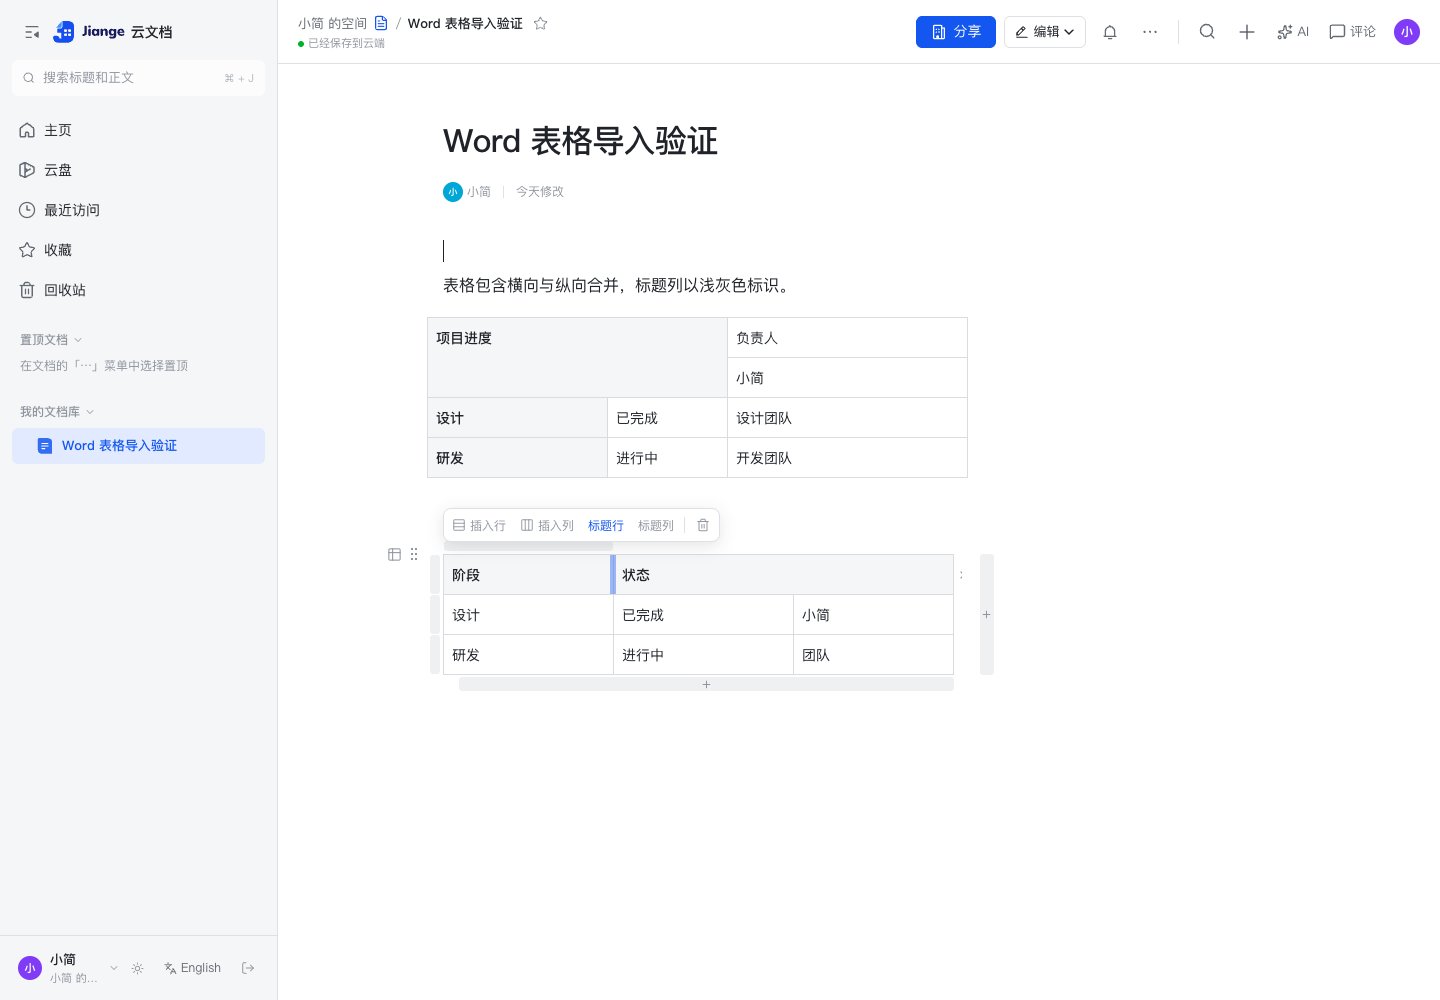 Jiange 云文档
搜索标题和正文 ⌘ + J
主页
云盘
最近访问
收藏
回收站
置顶文档
在文档的「…」菜单中选择置顶
我的文档库
Word 表格导入验证
小 小简
小简 的...
English
小简 的空间 / Word 表格导入验证
已经保存到云端
分享 编辑 AI 评论 小
Word 表格导入验证
小 小简 今天修改
表格包含横向与纵向合并，标题列以浅灰色标识。
项目进度 负责人
小简
设计 已完成 设计团队
研发 进行中 开发团队
插入行 插入列 标题行 标题列
阶段 状态
设计 已完成 小简
研发 进行中 团队